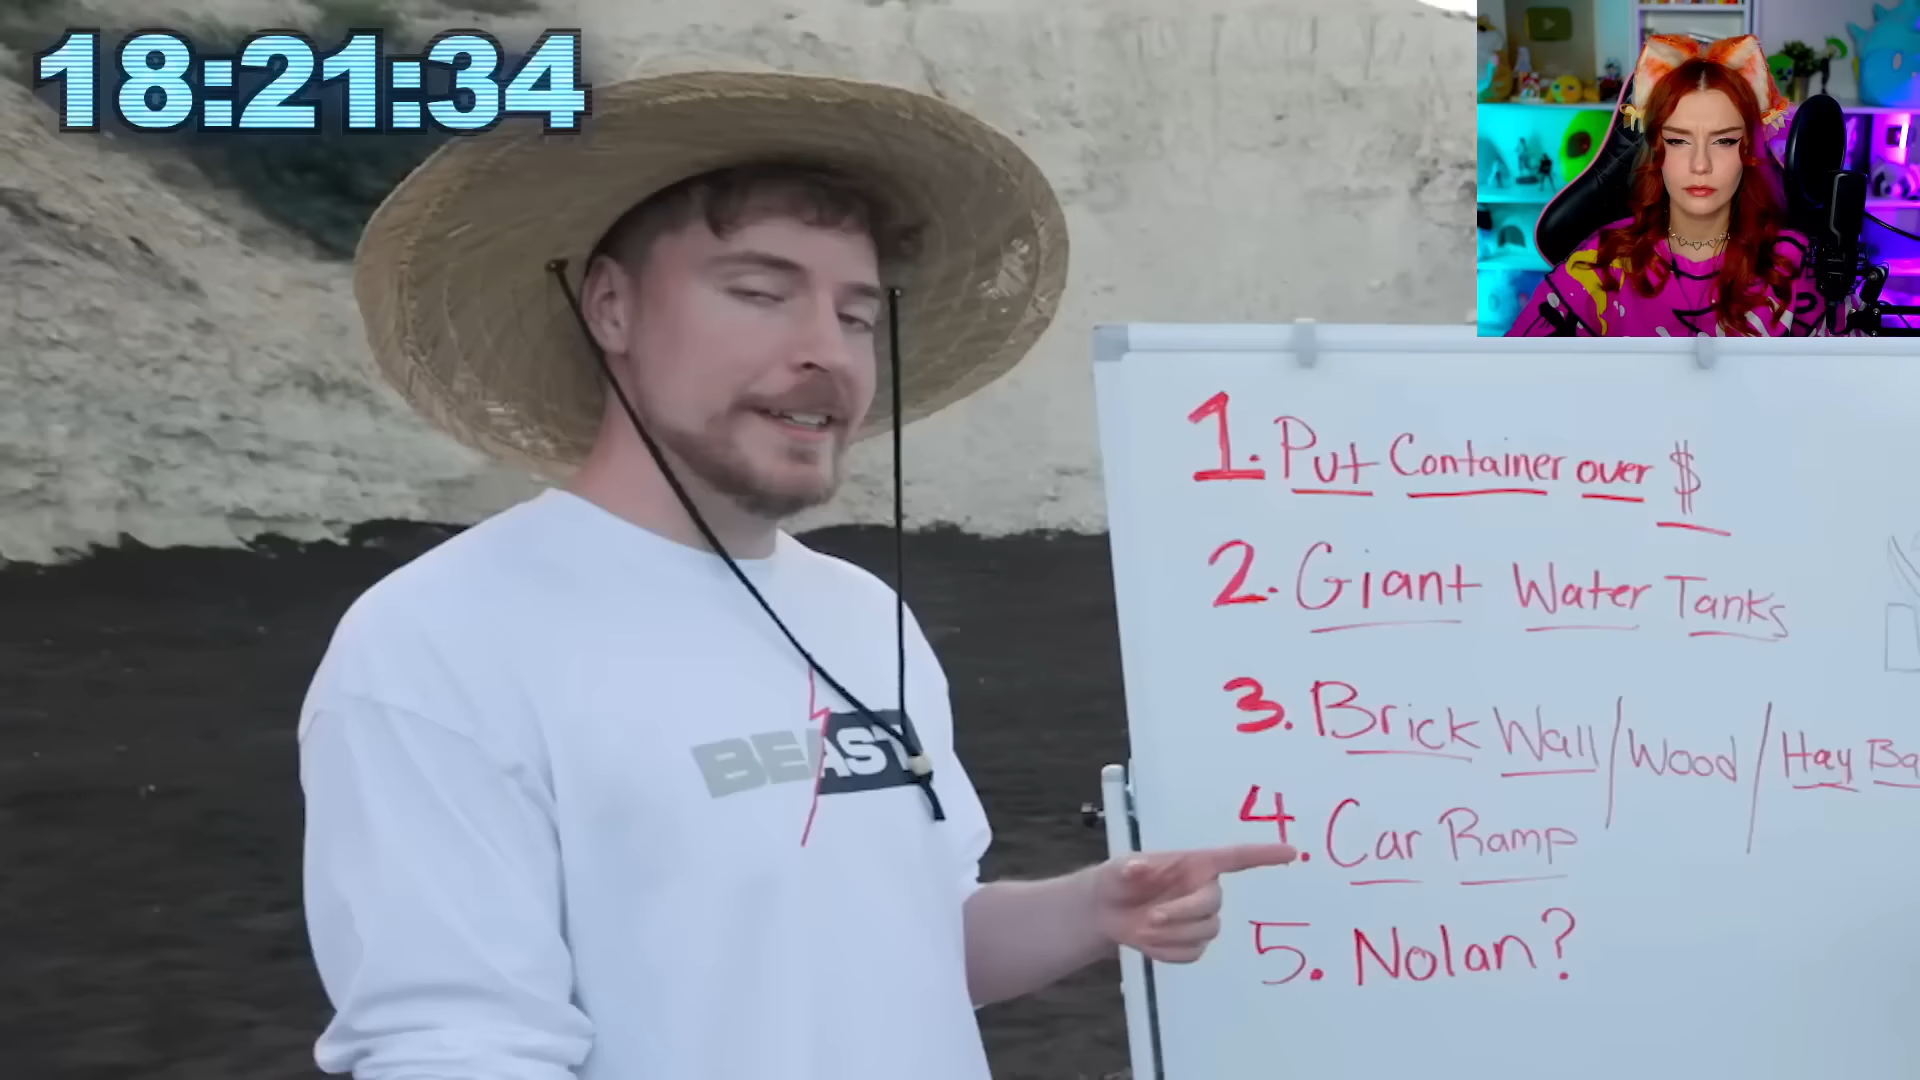 18:21:34
1. Put Container over $
2. Giant Water Tanks
3. Brick Wall/Wood/Hay Ba
4. Car Ramp
5. Nolan?
BEAST